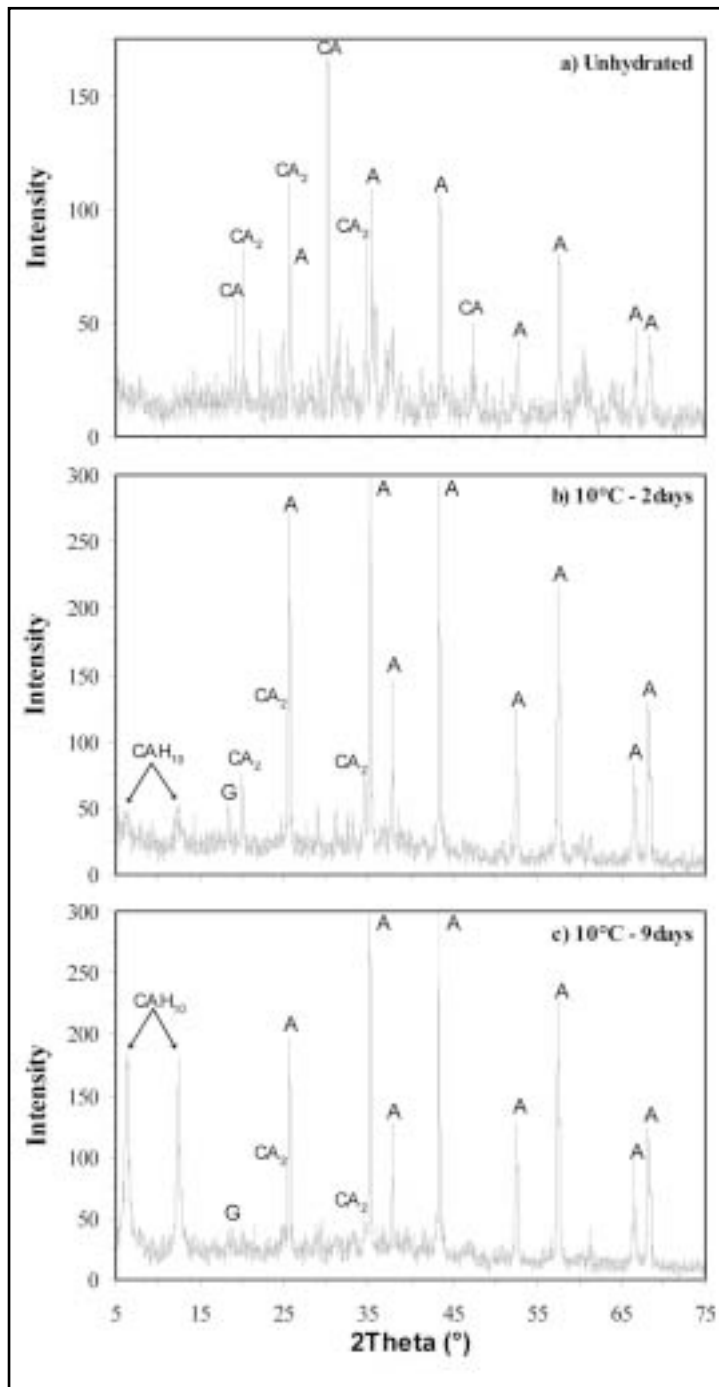 CA
a) Unhydrated
150
CA₂
A
A
100
CA₂
CA₂
A
A
CA
CA
50
A
A
A
0
Intensity
300
A
A
A
b) 10°C - 2days
250
A
200
150
CA₂
A
A
A
100
CAH₁₀
CA₂
CA₂
A
G
50
0
Intensity
300
A
A
c) 10°C - 9days
250
CAH₁₀
A
A
200
150
A
A
A
CA₂
A
100
CA₂
G
50
0
Intensity
5
15
25
35
45
55
65
75
2Theta (°)